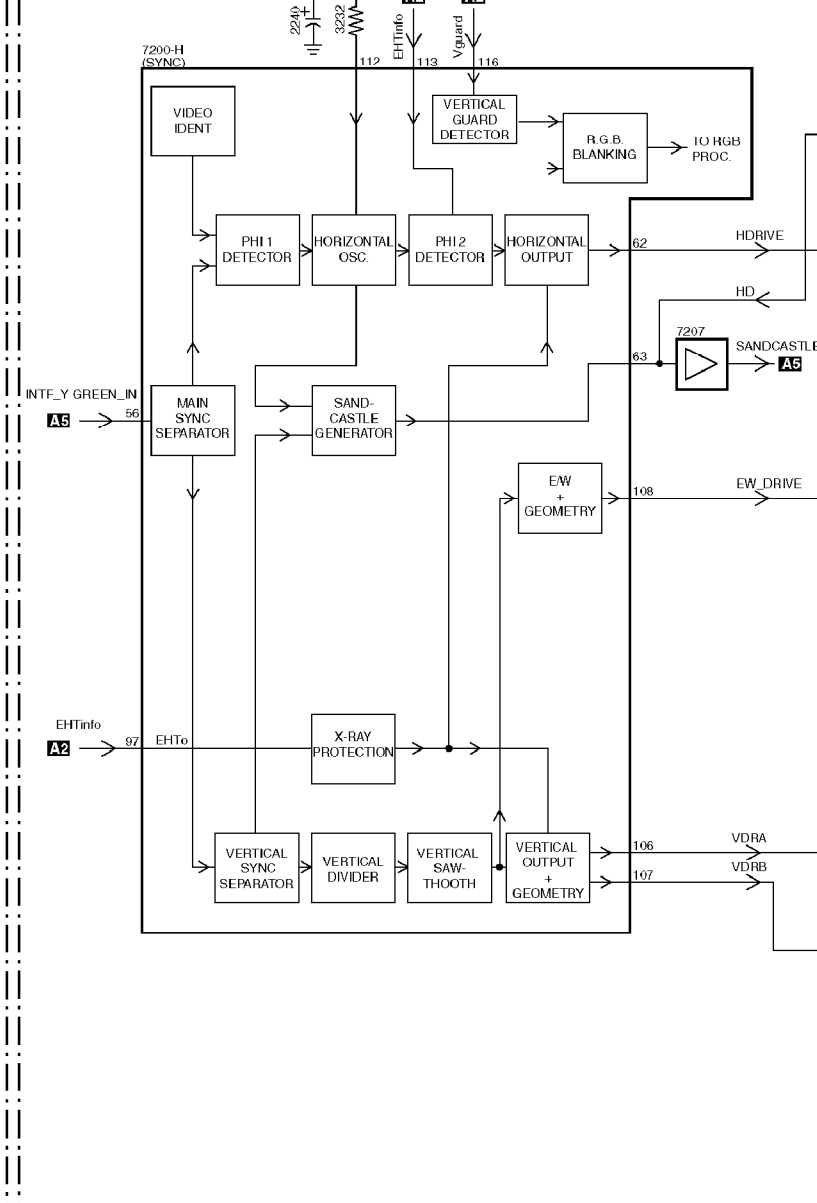 2240
3232
EHTinfo
Vguard
7200-H
(SYNC)
112
113
116
VIDEO
IDENT
VERTICAL
GUARD
DETECTOR
R.G.B.
BLANKING
TO RGB
PROC.
PHI 1
DETECTOR
HORIZONTAL
OSC.
PHI 2
DETECTOR
HORIZONTAL
OUTPUT
62
HDRIVE
HD
7207
63
SANDCASTLE
A5
INTF_Y GREEN_IN
A5
56
MAIN
SYNC
SEPARATOR
SAND-
CASTLE
GENERATOR
E/W
+
GEOMETRY
108
EW_DRIVE
EHTinfo
A2
97
EHTo
X-RAY
PROTECTION
VERTICAL
SYNC
SEPARATOR
VERTICAL
DIVIDER
VERTICAL
SAW-
THOOTH
VERTICAL
OUTPUT
+
GEOMETRY
106
VDRA
107
VDRB